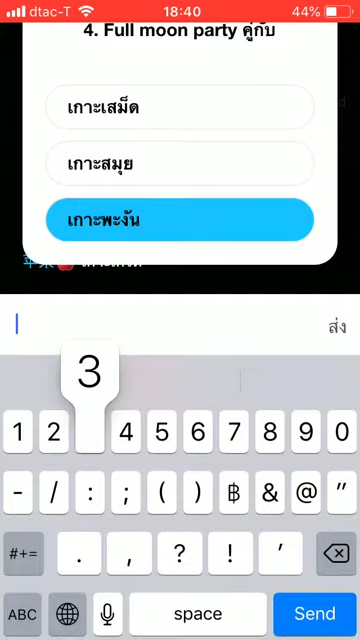 dtac-T 18:40 44%
4. Full moon party คู่กับ
เกาะเสม็ด
เกาะสมุย
เกาะพะงัน
ส่ง
3
1 2 4 5 6 7 8 9 0
- / : ; ( ) ฿ & @ "
#+= . , ? ! '
ABC space Send